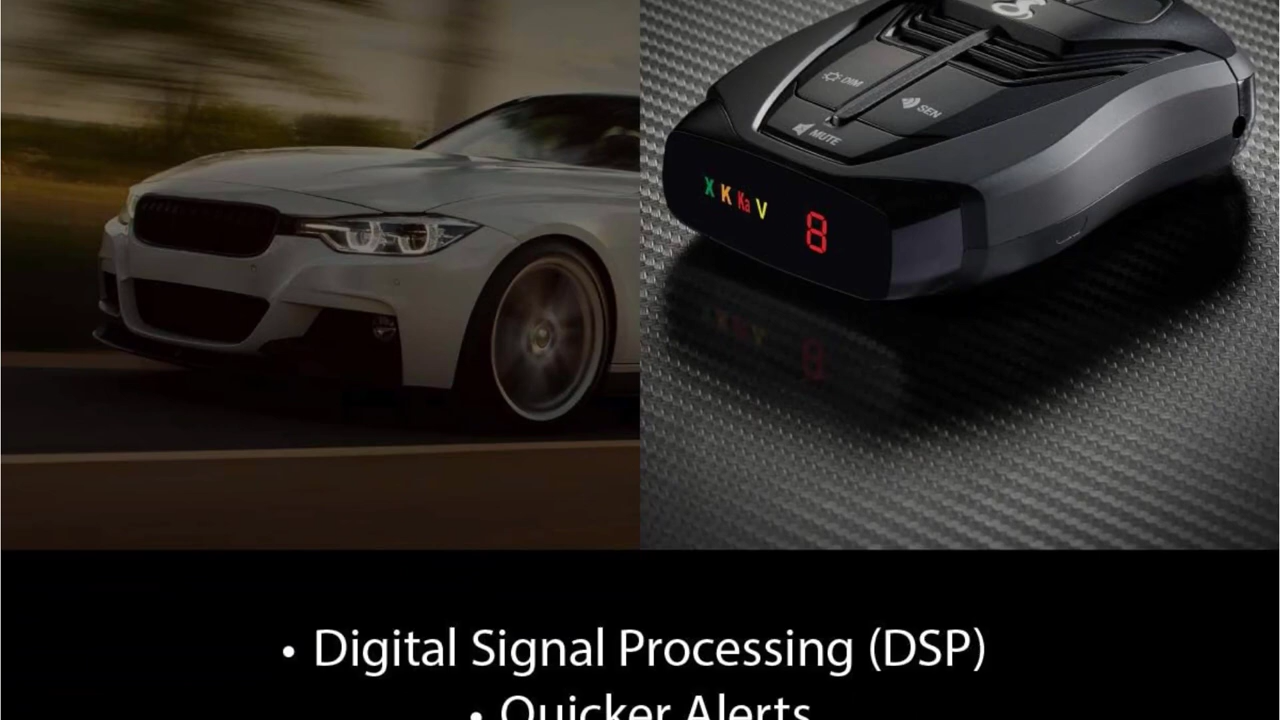 DIM
SEN
MUTE
X K Ka V 8
• Digital Signal Processing (DSP)
• Quicker Alerts